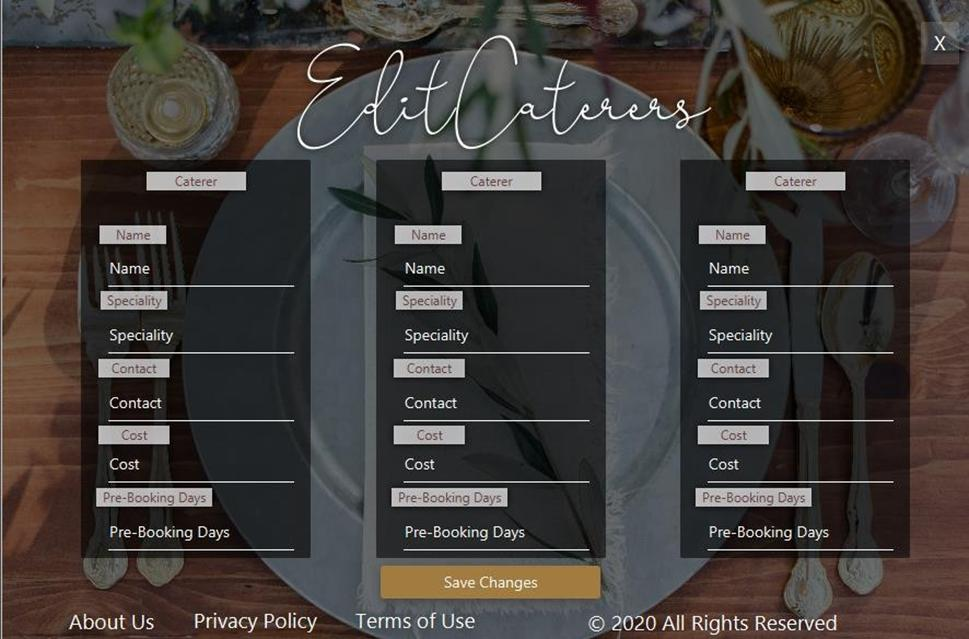 X
Edit Caterers
Caterer
Name
Name
Speciality
Speciality
Contact
Contact
Cost
Cost
Pre-Booking Days
Pre-Booking Days
Caterer
Name
Name
Speciality
Speciality
Contact
Contact
Cost
Cost
Pre-Booking Days
Pre-Booking Days
Caterer
Name
Name
Speciality
Speciality
Contact
Contact
Cost
Cost
Pre-Booking Days
Pre-Booking Days
Save Changes
About Us Privacy Policy Terms of Use © 2020 All Rights Reserved